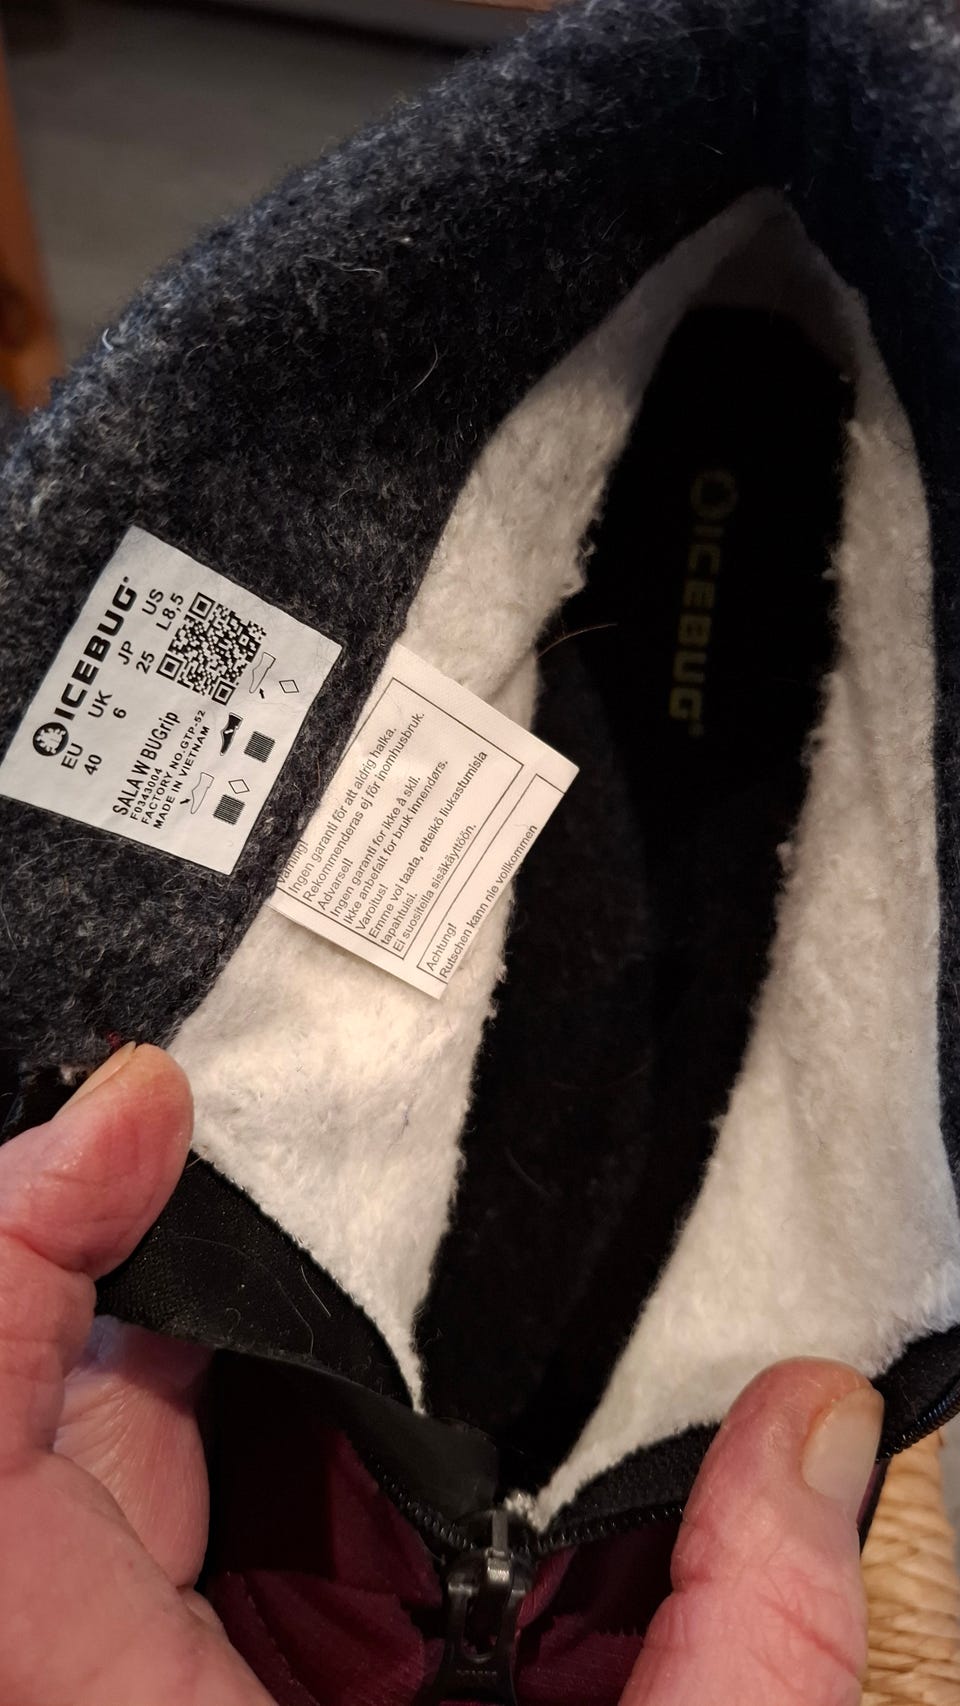 ICEBUG
EU UK JP US
40 6 25 L8,5
SALA W BUGrip
F0343004
FACTORY NO.GTP-52
MADE IN VIETNAM
Varning!
Ingen garanti för att aldrig halka.
Rekommenderas ej för inomhusbruk.
Advarsel!
Ingen garanti for ikke å skli.
Ikke anbefalt for bruk innendørs.
Varoitus!
Emme voi taata, etteikö liukastumisia
tapahtuisi.
Ei suositella sisäkäyttöön.
Achtung!
Rutschen kann nie vollkommen
ICEBUG